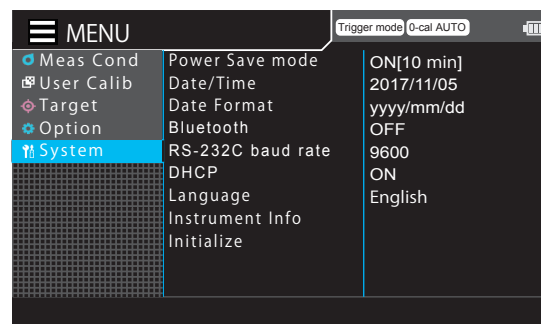 MENU
Trigger mode 0-cal AUTO
Meas Cond
User Calib
Target
Option
System
Power Save mode ON[10 min]
Date/Time 2017/11/05
Date Format yyyy/mm/dd
Bluetooth OFF
RS-232C baud rate 9600
DHCP ON
Language English
Instrument Info
Initialize